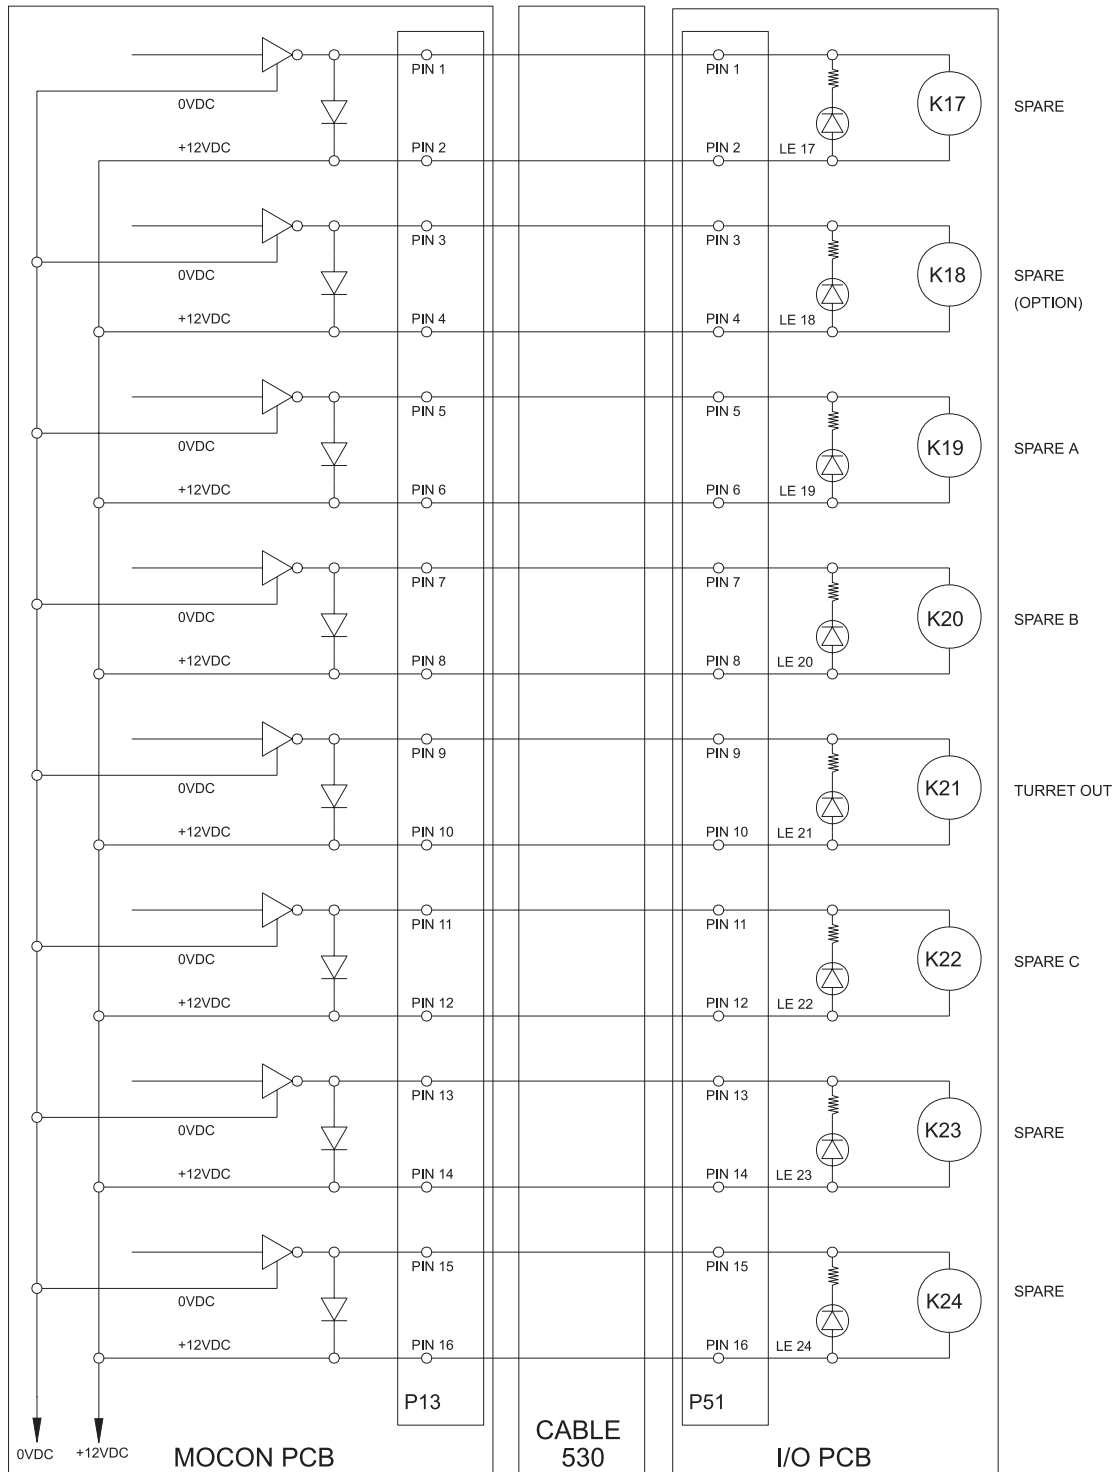 PIN 1
PIN 1
0VDC
K17
SPARE
+12VDC
PIN 2
PIN 2
LE 17
PIN 3
PIN 3
0VDC
K18
SPARE
(OPTION)
+12VDC
PIN 4
PIN 4
LE 18
PIN 5
PIN 5
0VDC
K19
SPARE A
+12VDC
PIN 6
PIN 6
LE 19
PIN 7
PIN 7
0VDC
K20
SPARE B
+12VDC
PIN 8
PIN 8
LE 20
PIN 9
PIN 9
0VDC
K21
TURRET OUT
+12VDC
PIN 10
PIN 10
LE 21
PIN 11
PIN 11
0VDC
K22
SPARE C
+12VDC
PIN 12
PIN 12
LE 22
PIN 13
PIN 13
0VDC
K23
SPARE
+12VDC
PIN 14
PIN 14
LE 23
PIN 15
PIN 15
0VDC
K24
SPARE
+12VDC
PIN 16
PIN 16
LE 24
P13
P51
0VDC
+12VDC
MOCON PCB
CABLE
530
I/O PCB